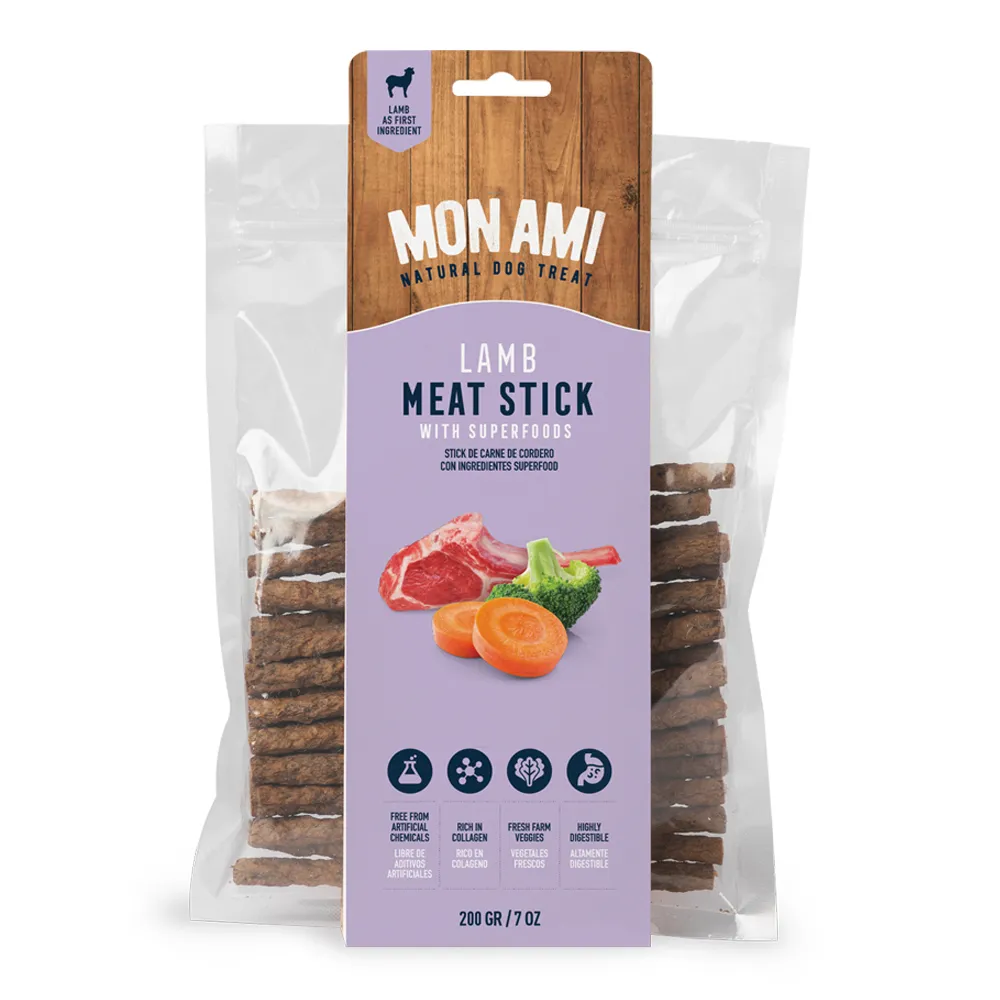 LAMB
AS FIRST
INGREDIENT
MON AMI
NATURAL DOG TREAT
LAMB
MEAT STICK
WITH SUPERFOODS
STICK DE CARNE DE CORDERO
CON INGREDIENTES SUPERFOOD
FREE FROM
ARTIFICIAL
CHEMICALS
LIBRE DE
ADITIVOS
ARTIFICIALES
RICH IN
COLLAGEN
RICO EN
COLAGENO
FRESH FARM
VEGGIES
VEGETALES
FRESCOS
HIGHLY
DIGESTIBLE
ALTAMENTE
DIGESTIBLE
200 GR / 7 OZ